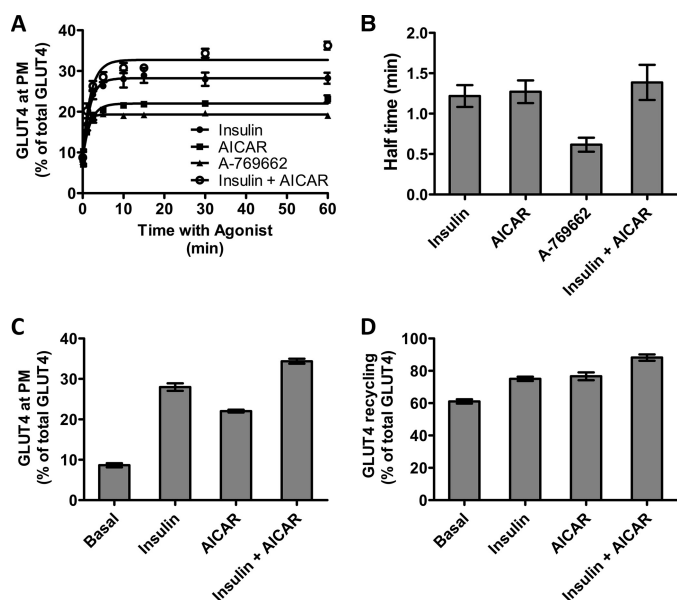 A
GLUT4 at PM
(% of total GLUT4)
40
30
20
10
0
0 10 20 30 40 50 60
Time with Agonist
(min)
Insulin
AICAR
A-769662
Insulin + AICAR
B
Half time (min)
2.0
1.5
1.0
0.5
0.0
Insulin
AICAR
A-769662
Insulin + AICAR
C
GLUT4 at PM
(% of total GLUT4)
40
30
20
10
0
Basal
Insulin
AICAR
Insulin + AICAR
D
GLUT4 recycling
(% of total GLUT4)
100
80
60
40
20
0
Basal
Insulin
AICAR
Insulin + AICAR